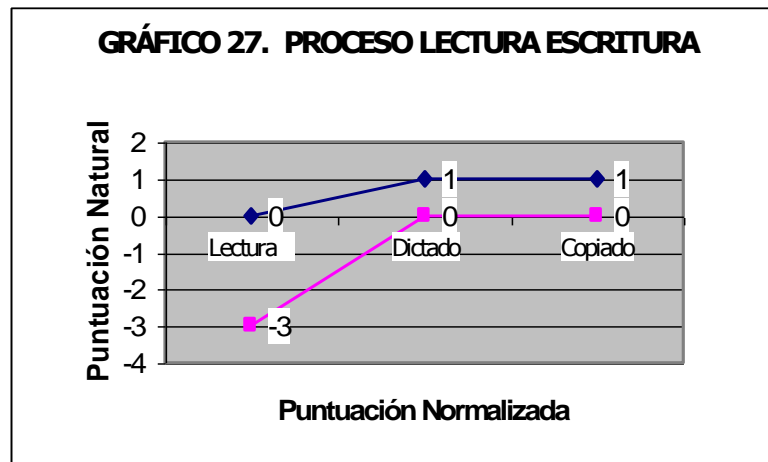 GRÁFICO 27. PROCESO LECTURA ESCRITURA
Puntuación Natural
2
1
0
-1
-2
-3
-4
1
1
0
0
0
-3
Lectura
Dictado
Copiado
Puntuación Normalizada